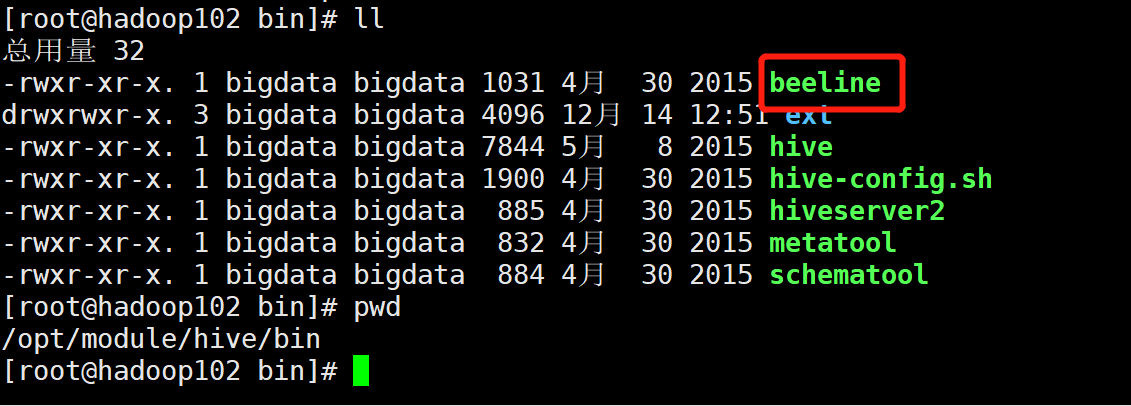 [root@hadoop102 bin]# ll
总用量 32
-rwxr-xr-x. 1 bigdata bigdata 1031 4月  30 2015 beeline
drwxrwxr-x. 3 bigdata bigdata 4096 12月 14 12:51 ext
-rwxr-xr-x. 1 bigdata bigdata 7844 5月   8 2015 hive
-rwxr-xr-x. 1 bigdata bigdata 1900 4月  30 2015 hive-config.sh
-rwxr-xr-x. 1 bigdata bigdata  885 4月  30 2015 hiveserver2
-rwxr-xr-x. 1 bigdata bigdata  832 4月  30 2015 metatool
-rwxr-xr-x. 1 bigdata bigdata  884 4月  30 2015 schematool
[root@hadoop102 bin]# pwd
/opt/module/hive/bin
[root@hadoop102 bin]#